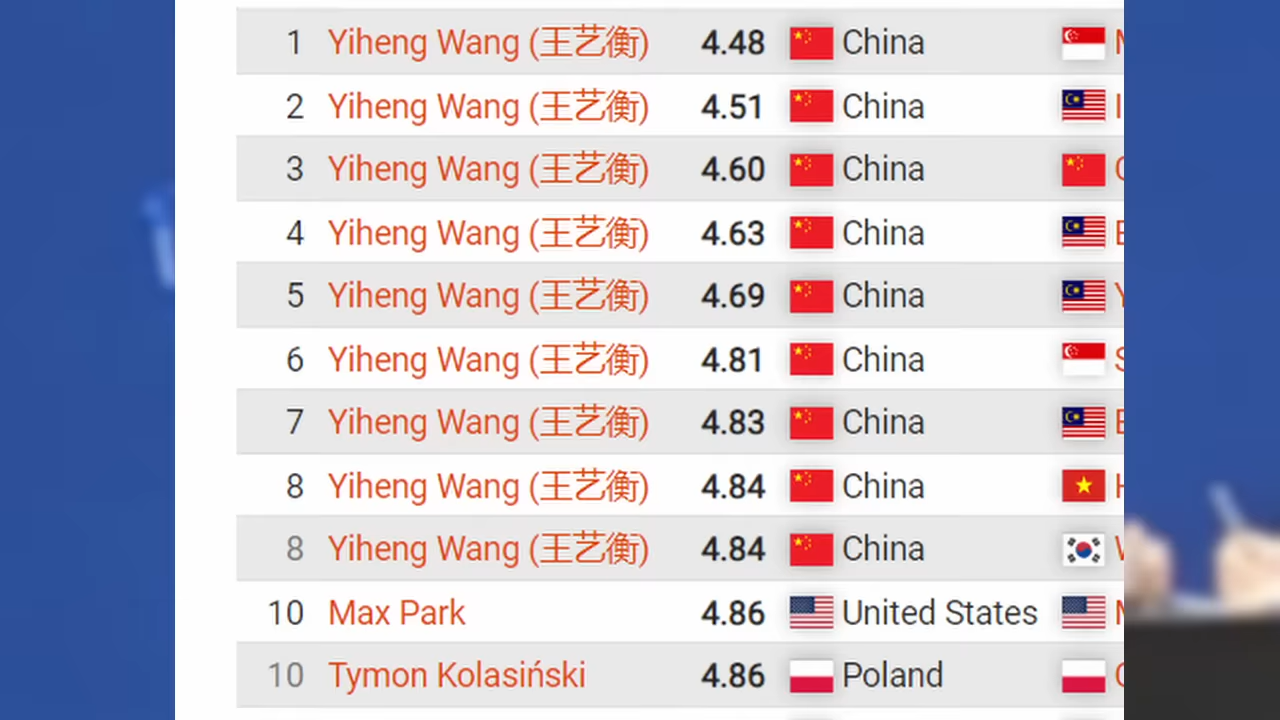 1 Yiheng Wang (王艺衡) 4.48 China
2 Yiheng Wang (王艺衡) 4.51 China
3 Yiheng Wang (王艺衡) 4.60 China
4 Yiheng Wang (王艺衡) 4.63 China
5 Yiheng Wang (王艺衡) 4.69 China
6 Yiheng Wang (王艺衡) 4.81 China
7 Yiheng Wang (王艺衡) 4.83 China
8 Yiheng Wang (王艺衡) 4.84 China
8 Yiheng Wang (王艺衡) 4.84 China
10 Max Park 4.86 United States
10 Tymon Kolasiński 4.86 Poland